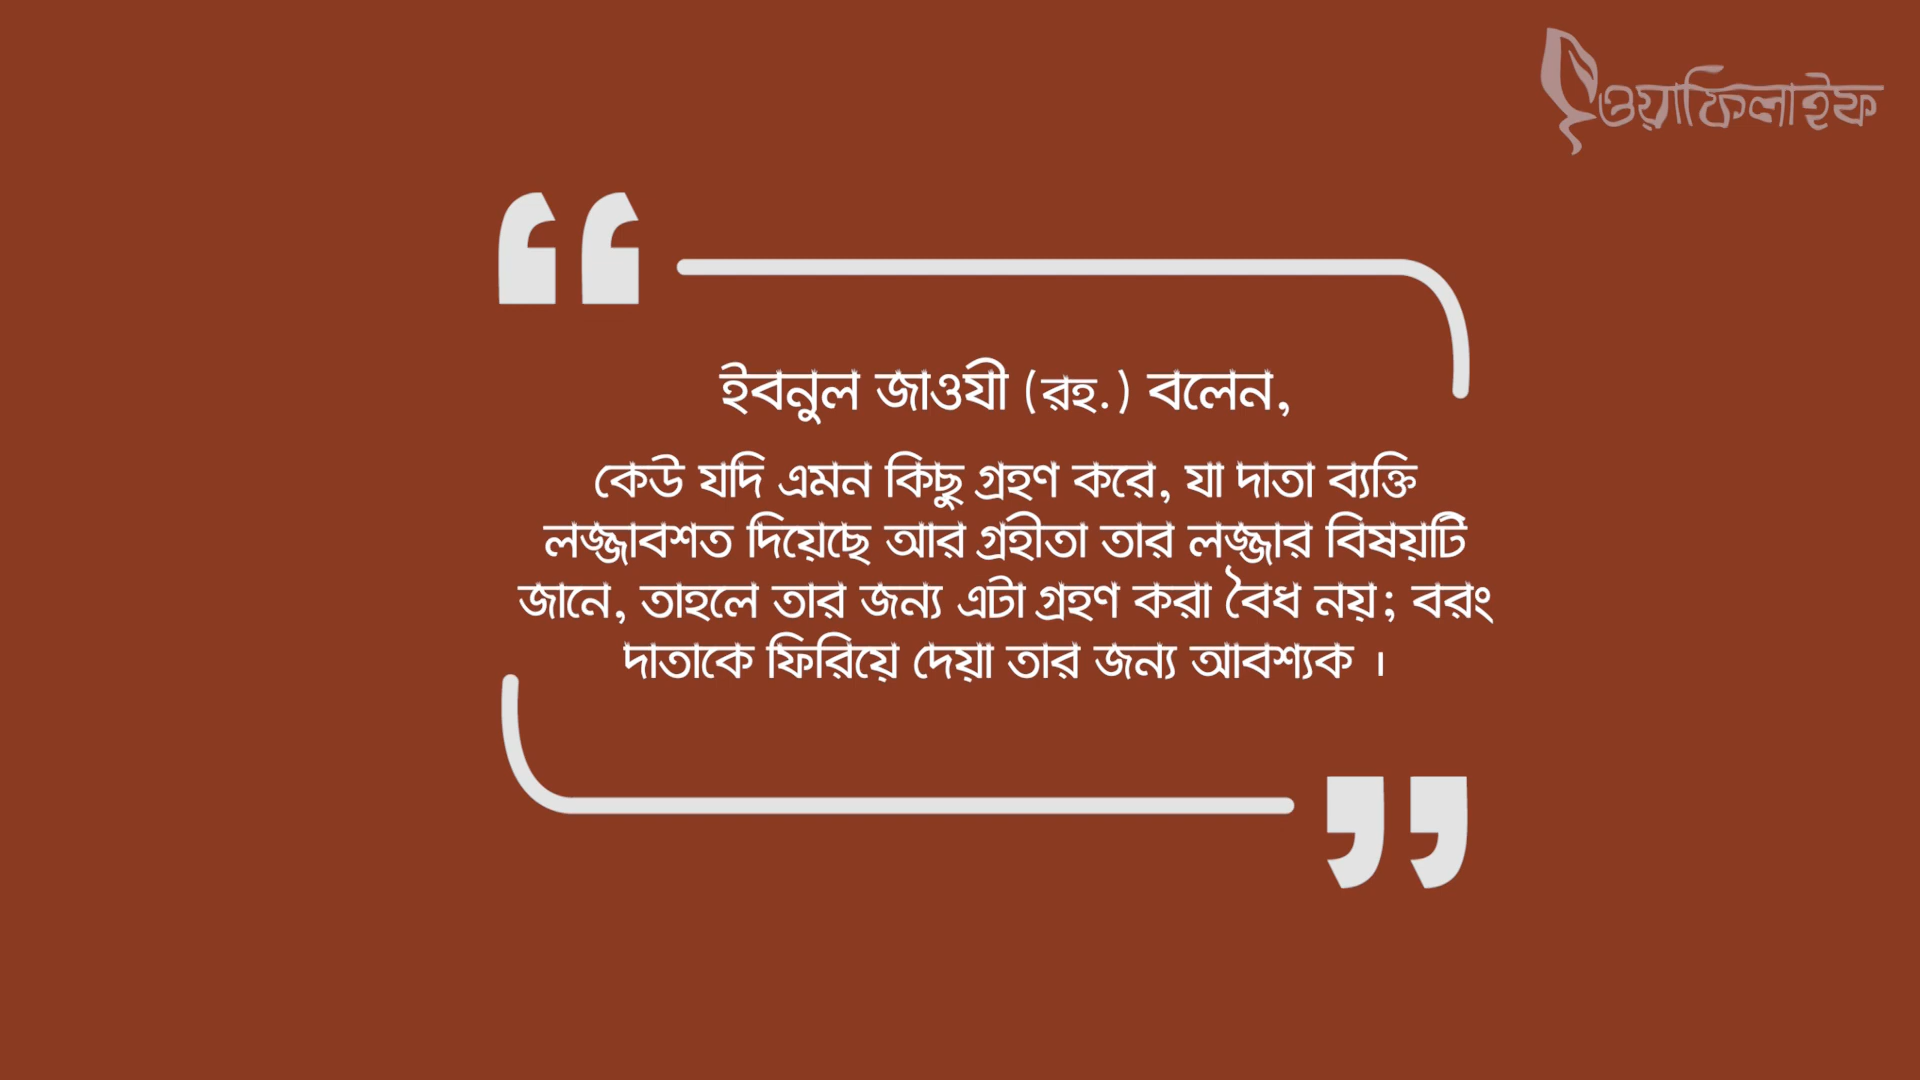 ওয়াফিলাইফ
ইবনুল জাওযী (রহ.) বলেন,
কেউ যদি এমন কিছু গ্রহণ করে, যা দাতা ব্যক্তি
লজ্জাবশত দিয়েছে আর গ্রহীতা তার লজ্জার বিষয়টি
জানে, তাহলে তার জন্য এটা গ্রহণ করা বৈধ নয়; বরং
দাতাকে ফিরিয়ে দেয়া তার জন্য আবশ্যক ।